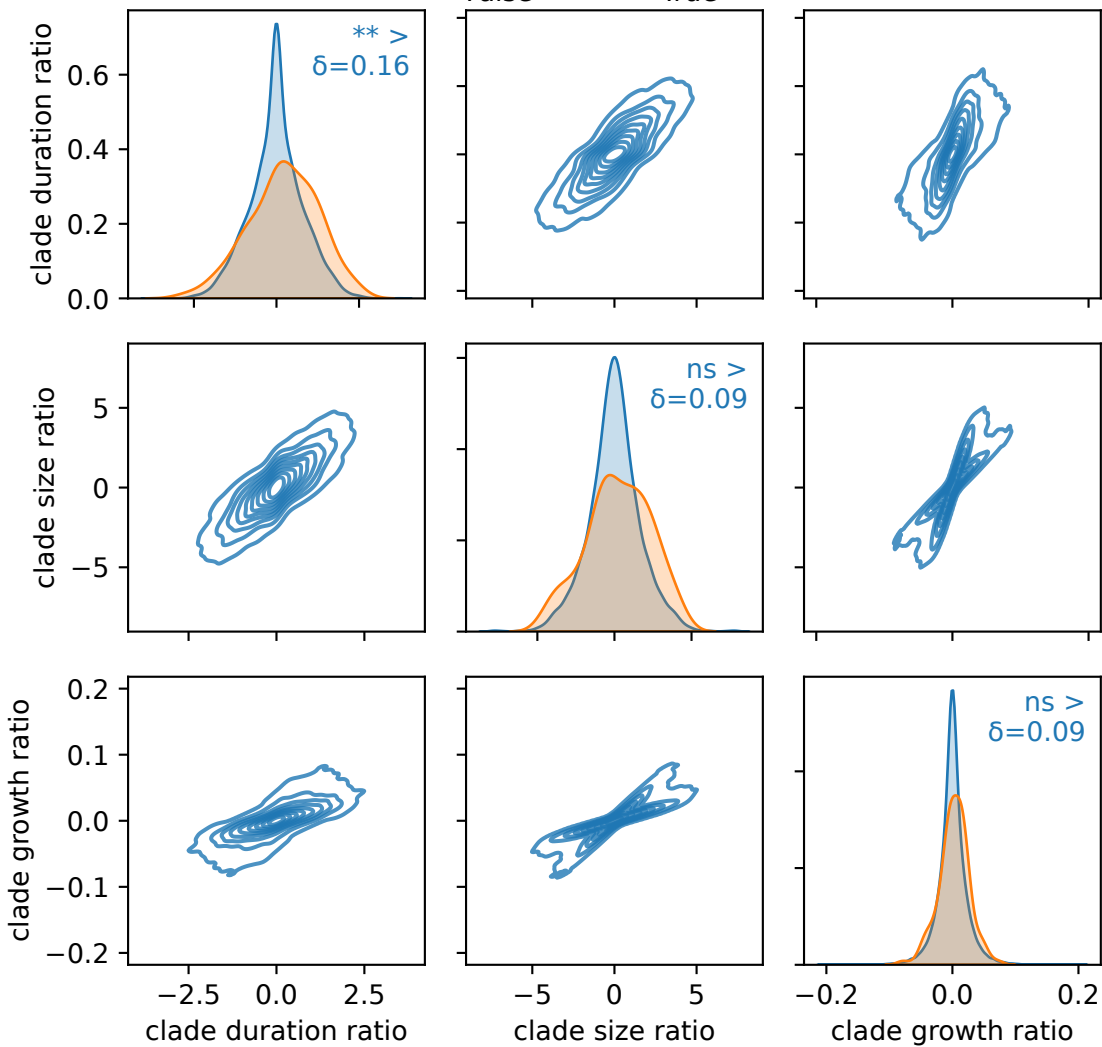 clade duration ratio
0.6
0.4
0.2
0.0
** >
δ=0.16
clade size ratio
5
0
−5
ns >
δ=0.09
clade growth ratio
0.2
0.1
0.0
−0.1
−0.2
ns >
δ=0.09
−2.5 0.0 2.5
−5 0 5
−0.2 0.0 0.2
clade duration ratio
clade size ratio
clade growth ratio